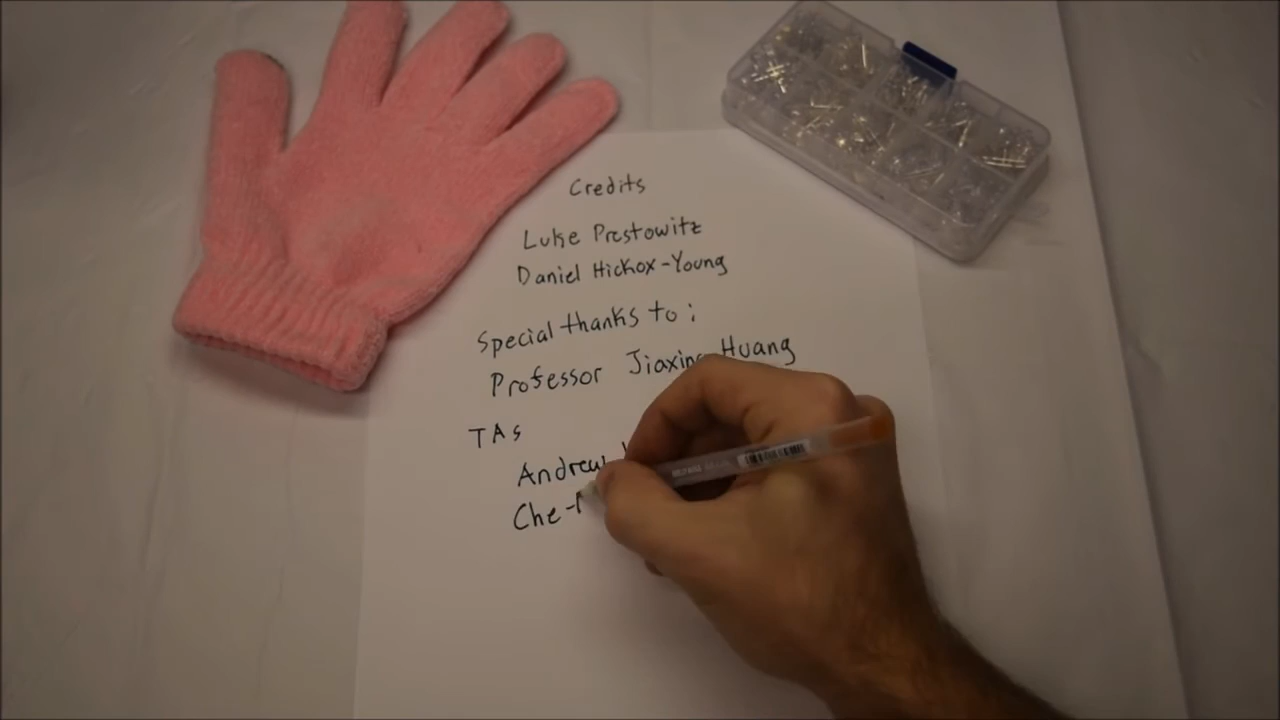 Credits
Luke Prestowitz
Daniel Hickox-Young
Special thanks to:
Professor Jiaxing Huang
TAs
Andrew
Che-